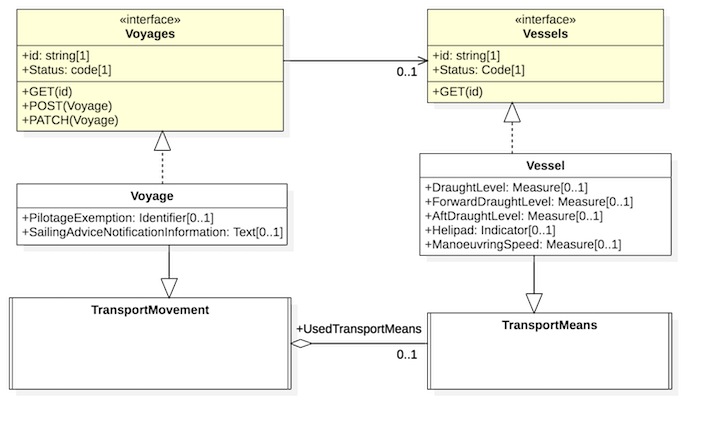 «interface»
Voyages
+id: string[1]
+Status: code[1]
+GET(id)
+POST(Voyage)
+PATCH(Voyage)
0..1
«interface»
Vessels
+id: string[1]
+Status: Code[1]
+GET(id)
Voyage
+PilotageExemption: Identifier[0..1]
+SailingAdviceNotificationInformation: Text[0..1]
Vessel
+DraughtLevel: Measure[0..1]
+ForwardDraughtLevel: Measure[0..1]
+AftDraughtLevel: Measure[0..1]
+Helipad: Indicator[0..1]
+ManoeuvringSpeed: Measure[0..1]
TransportMovement
+UsedTransportMeans
0..1
TransportMeans